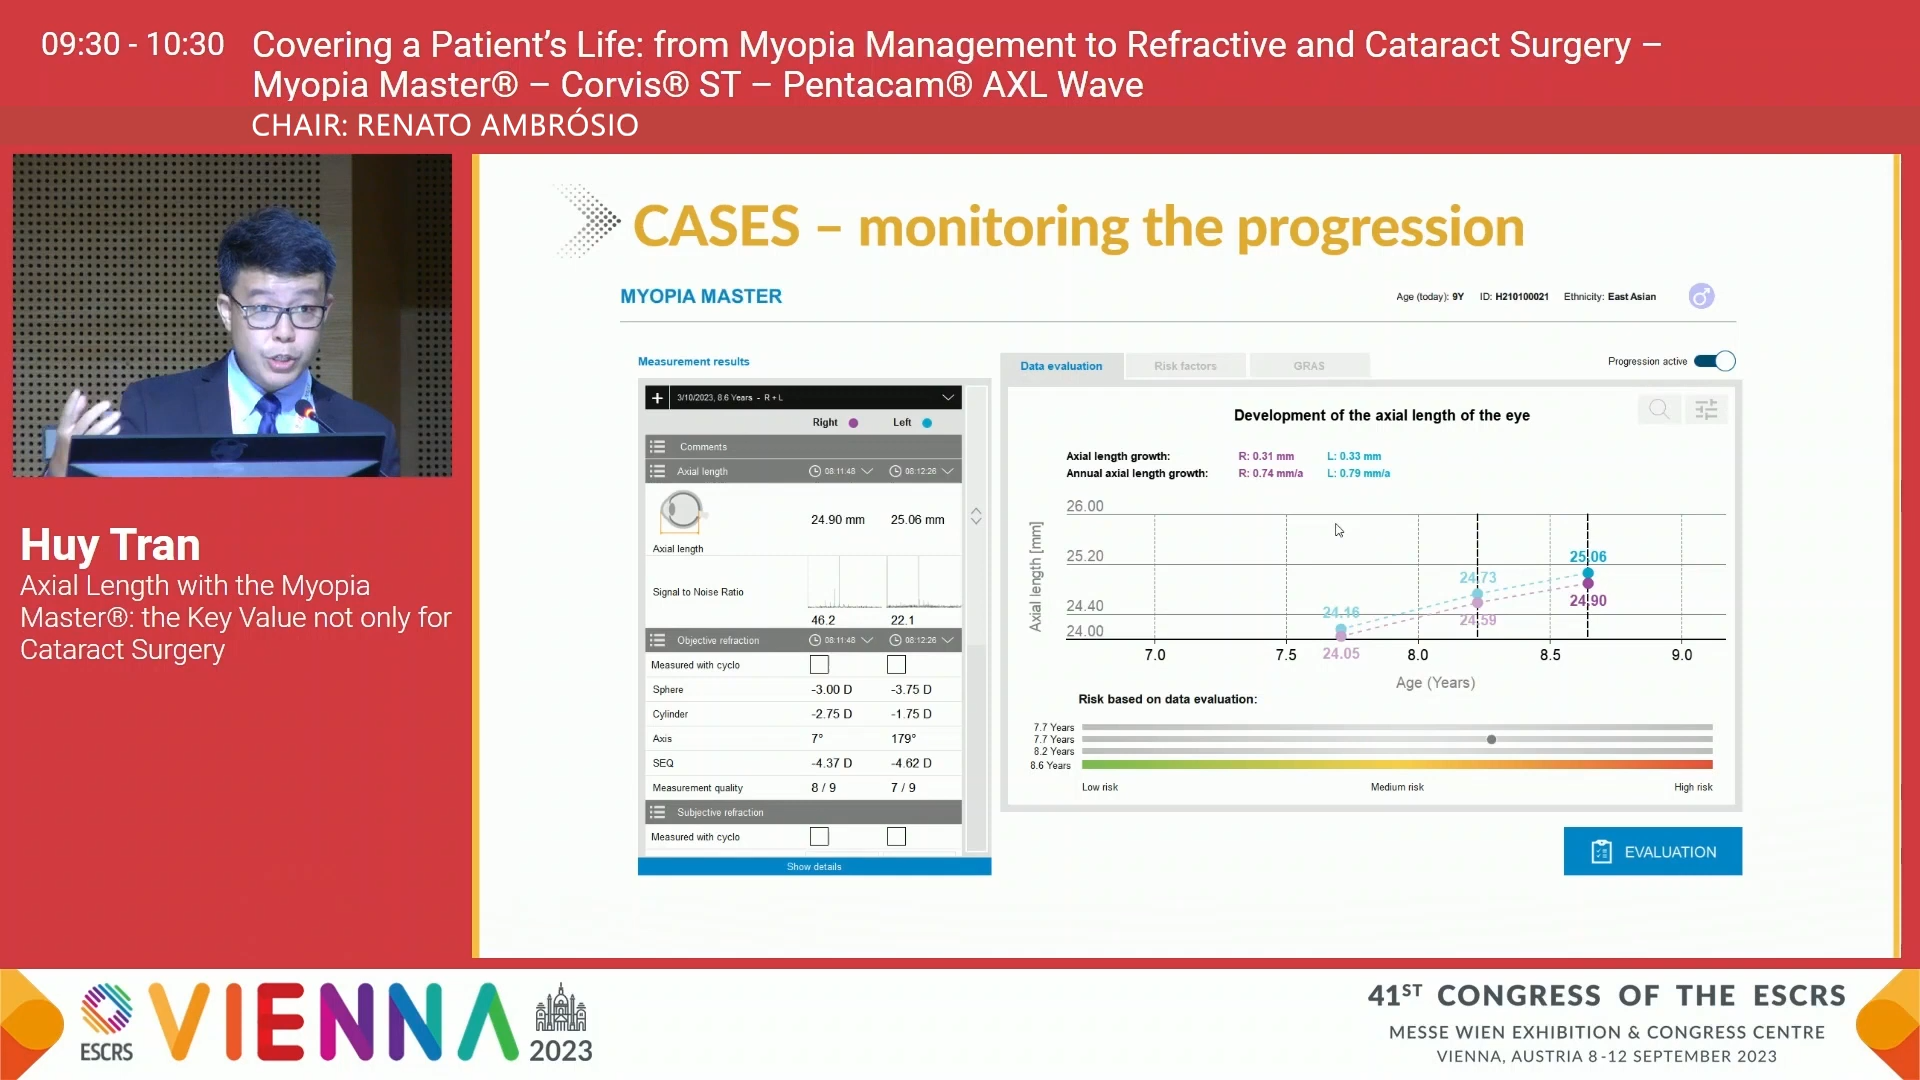 09:30 - 10:30
Covering a Patient's Life: from Myopia Management to Refractive and Cataract Surgery –
Myopia Master® – Corvis® ST – Pentacam® AXL Wave
CHAIR: RENATO AMBRÓSIO
Huy Tran
Axial Length with the Myopia
Master®: the Key Value not only for
Cataract Surgery
CASES – monitoring the progression
MYOPIA MASTER
Age (today): 9Y ID: H210100021 Ethnicity: East Asian
Measurement results
3/10/2023, 8.6 Years - R + L
Right Left
Comments
Axial length 08:11:48 08:12:26
24.90 mm 25.06 mm
Axial length
Signal to Noise Ratio
46.2 22.1
Objective refraction 08:11:48 08:12:26
Measured with cyclo
Sphere -3.00 D -3.75 D
Cylinder -2.75 D -1.75 D
Axis 7° 179°
SEQ -4.37 D -4.62 D
Measurement quality 8 / 9 7 / 9
Subjective refraction
Measured with cyclo
Show details
Data evaluation Risk factors GRAS
Progression active
Development of the axial length of the eye
Axial length growth: R: 0.31 mm L: 0.33 mm
Annual axial length growth: R: 0.74 mm/a L: 0.79 mm/a
Axial length [mm]
26.00
25.20
24.40
24.00
24.16
24.05
24.73
24.59
25.06
24.90
7.0 7.5 8.0 8.5 9.0
Age (Years)
Risk based on data evaluation:
7.7 Years
7.7 Years
8.2 Years
8.6 Years
Low risk Medium risk High risk
EVALUATION
ESCRS
VIENNA
2023
41ST CONGRESS OF THE ESCRS
MESSE WIEN EXHIBITION & CONGRESS CENTRE
VIENNA, AUSTRIA 8 -12 SEPTEMBER 2023